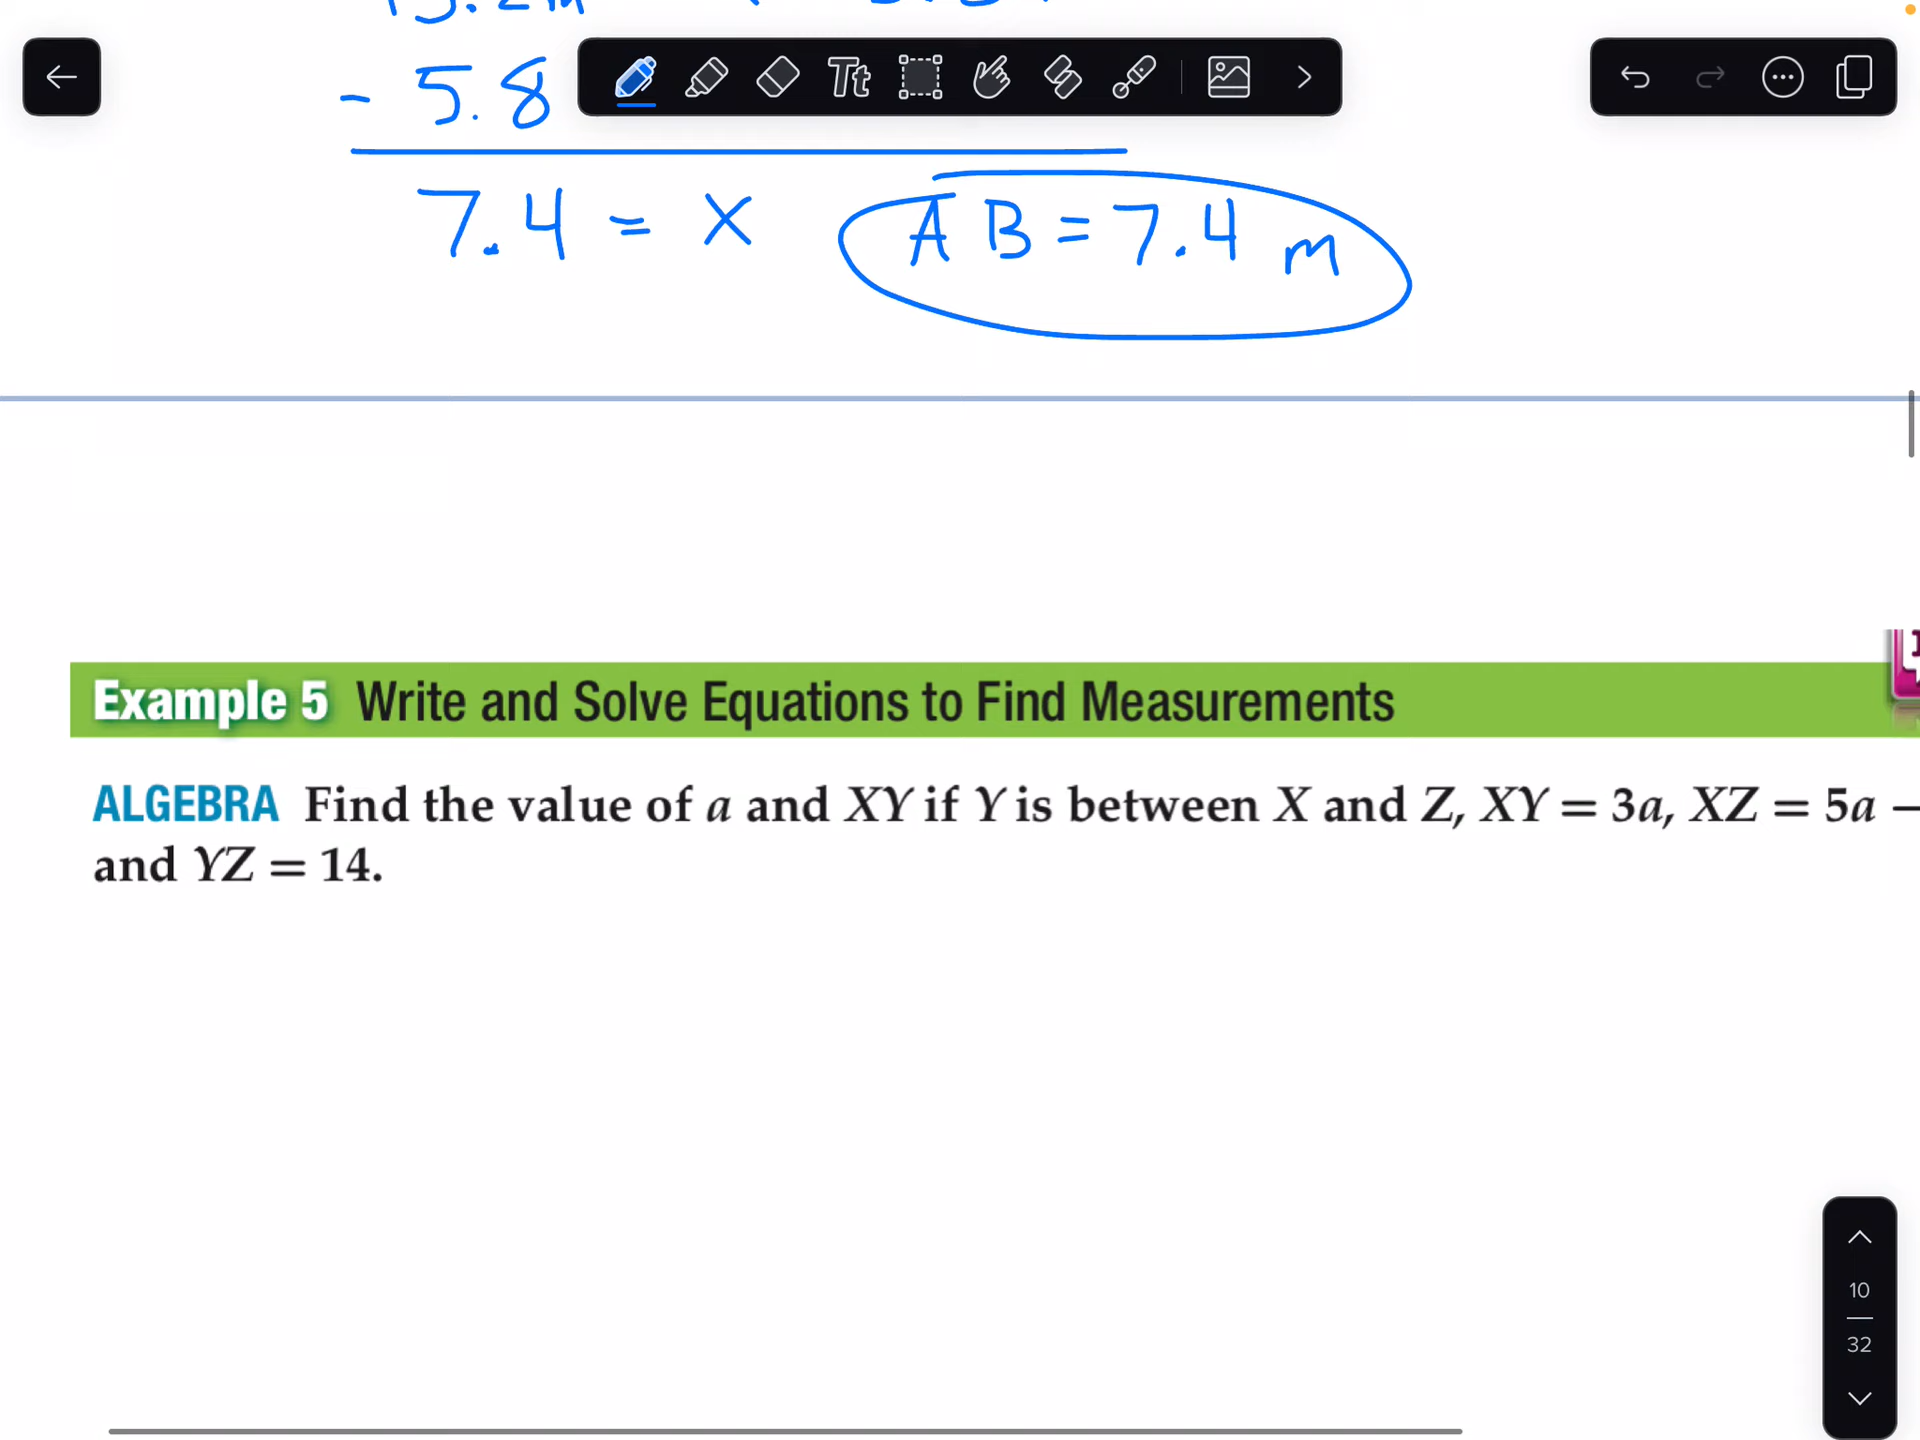 - 5.8
Tt
7.4 = x
AB = 7.4 m
Example 5 Write and Solve Equations to Find Measurements
ALGEBRA Find the value of a and XY if Y is between X and Z, XY = 3a, XZ = 5a –
and YZ = 14.
10
32